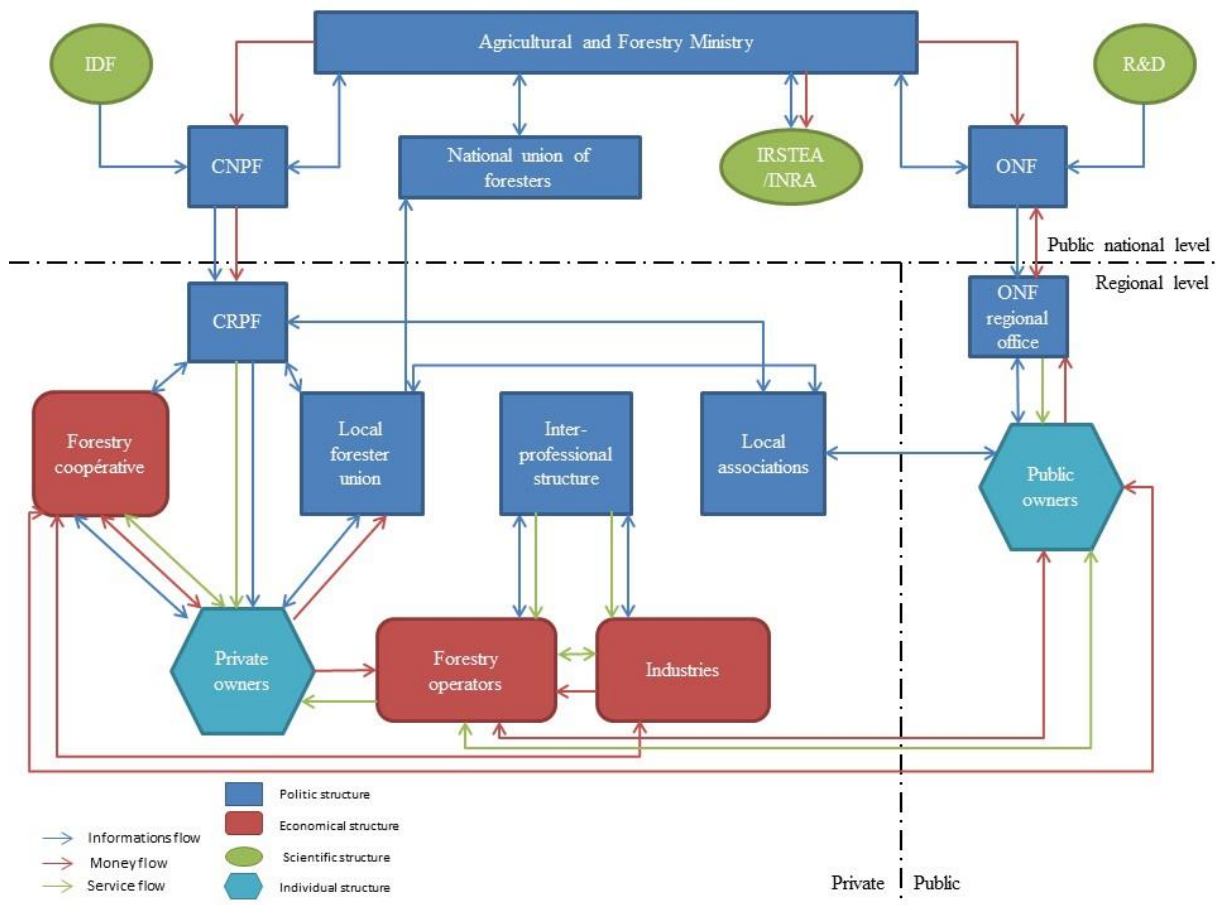 Agricultural and Forestry Ministry
IDF
R&D
CNPF
National union of
foresters
IRSTEA
/INRA
ONF
Public national level
Regional level
CRPF
ONF
regional
office
Forestry
coopérative
Local
forester
union
Inter-
professional
structure
Local
associations
Public
owners
Private
owners
Forestry
operators
Industries
Politic structure
Economical structure
Scientific structure
Individual structure
Informations flow
Money flow
Service flow
Private
Public